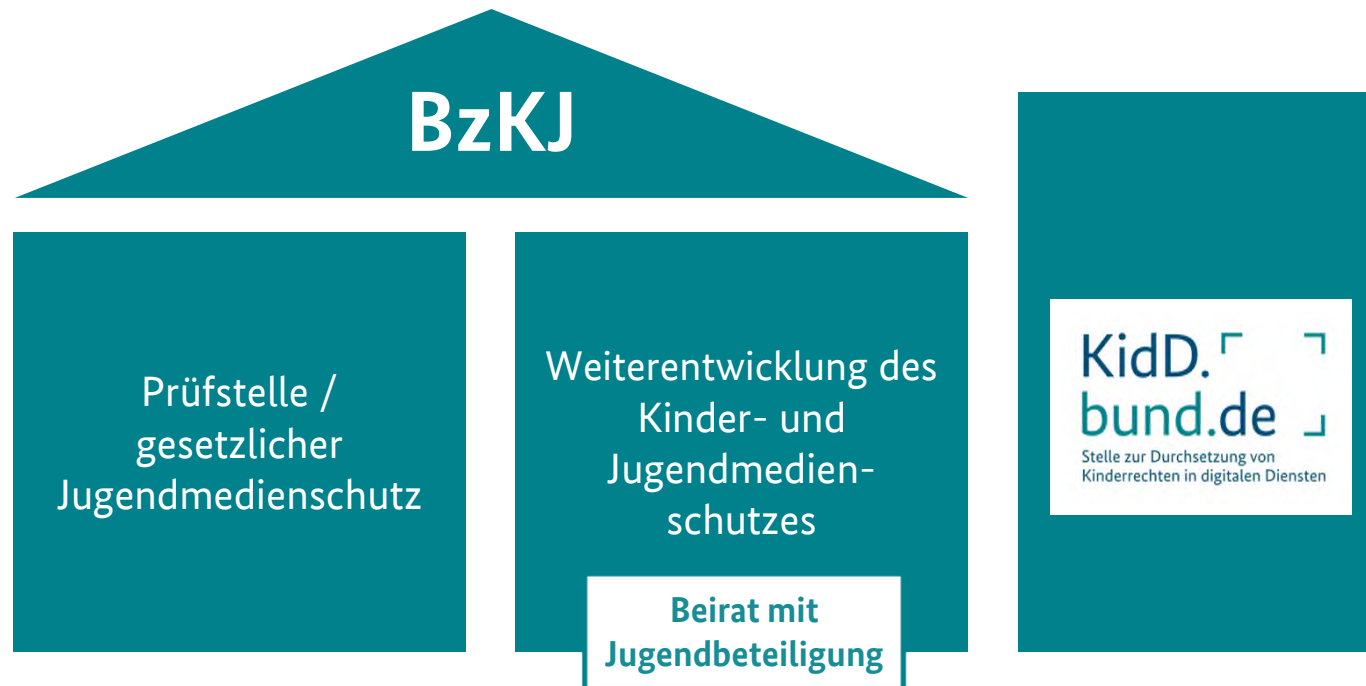 BzKJ
Prüfstelle /
gesetzlicher
Jugendmedienschutz
Weiterentwicklung des
Kinder- und
Jugendmedien-
schutzes
Beirat mit
Jugendbeteiligung
KidD.
bund.de
Stelle zur Durchsetzung von
Kinderrechten in digitalen Diensten